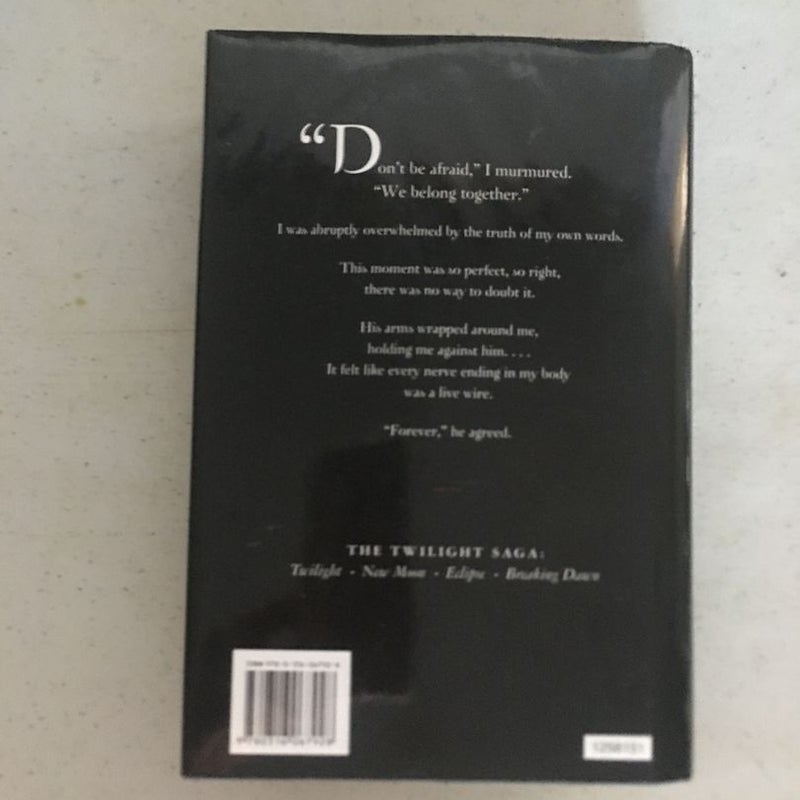 “Don’t be afraid,” I murmured.
“We belong together.”
I was abruptly overwhelmed by the truth of my own words.
This moment was so perfect, so right,
there was no way to doubt it.
His arms wrapped around me,
holding me against him. . . .
It felt like every nerve ending in my body
was a live wire.
“Forever,” he agreed.
THE TWILIGHT SAGA:
Twilight • New Moon • Eclipse • Breaking Dawn